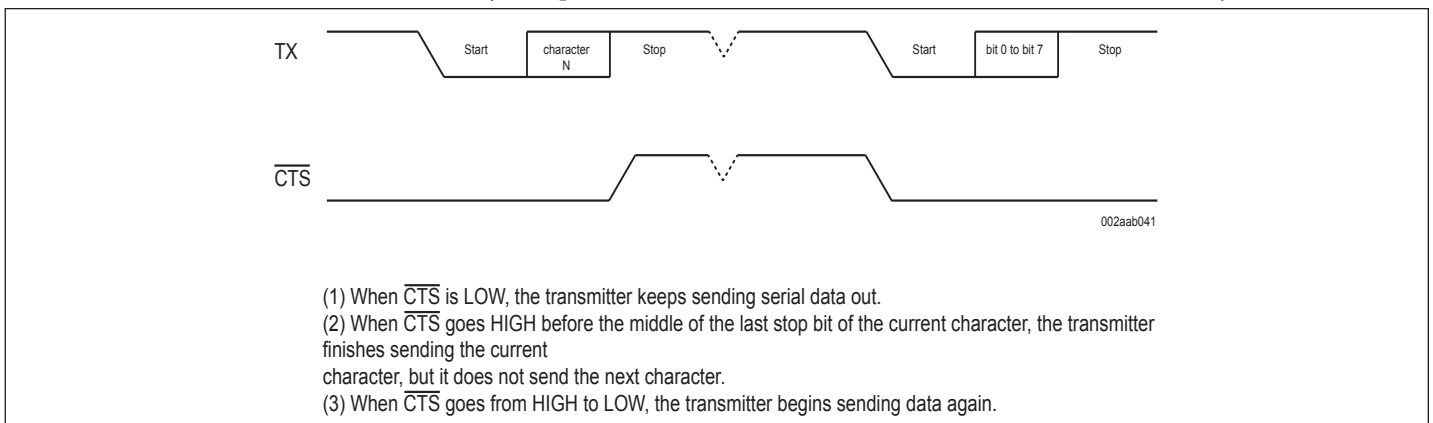 TX
Start
character
N
Stop
Start
bit 0 to bit 7
Stop
CTS
002aab041
(1) When CTS is LOW, the transmitter keeps sending serial data out.
(2) When CTS goes HIGH before the middle of the last stop bit of the current character, the transmitter
finishes sending the current
character, but it does not send the next character.
(3) When CTS goes from HIGH to LOW, the transmitter begins sending data again.